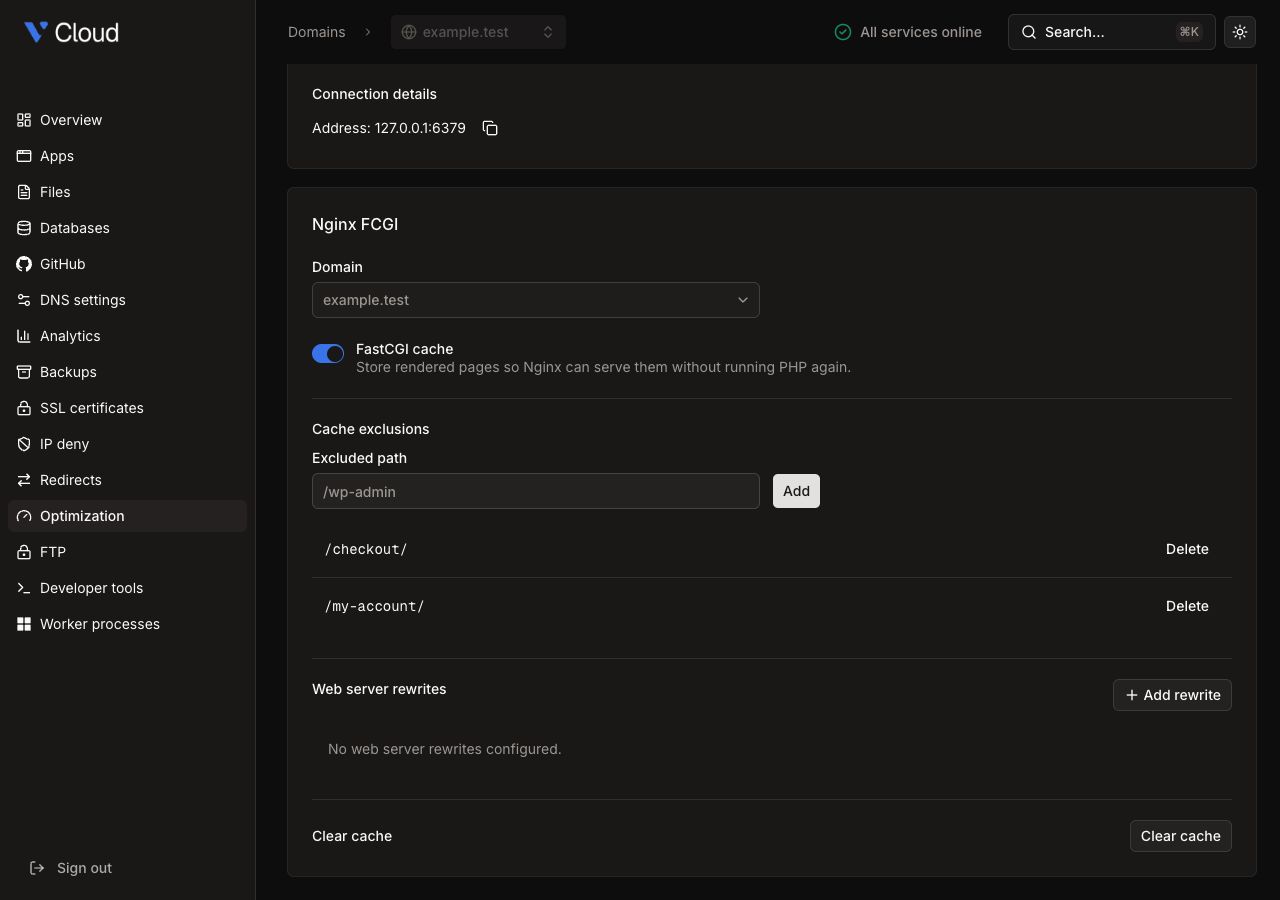 Cloud
Domains
example.test
All services online
Search...
⌘K
Overview
Apps
Files
Databases
GitHub
DNS settings
Analytics
Backups
SSL certificates
IP deny
Redirects
Optimization
FTP
Developer tools
Worker processes
Sign out
Connection details
Address: 127.0.0.1:6379
Nginx FCGI
Domain
example.test
FastCGI cache
Store rendered pages so Nginx can serve them without running PHP again.
Cache exclusions
Excluded path
/wp-admin
Add
/checkout/
Delete
/my-account/
Delete
Web server rewrites
Add rewrite
No web server rewrites configured.
Clear cache
Clear cache